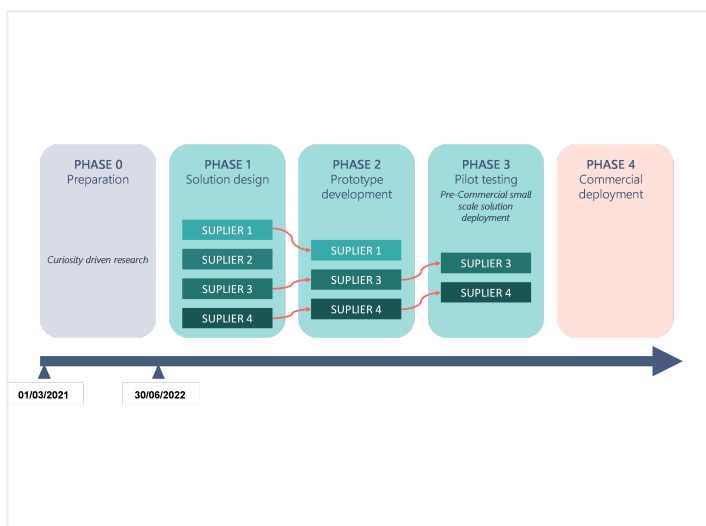 PHASE 0
Preparation
Curiosity driven research
PHASE 1
Solution design
SUPLIER 1
SUPLIER 2
SUPLIER 3
SUPLIER 4
PHASE 2
Prototype
development
SUPLIER 1
SUPLIER 3
SUPLIER 4
PHASE 3
Pilot testing
Pre-Commercial small
scale solution
deployment
SUPLIER 3
SUPLIER 4
PHASE 4
Commercial
deployment
01/03/2021
30/06/2022